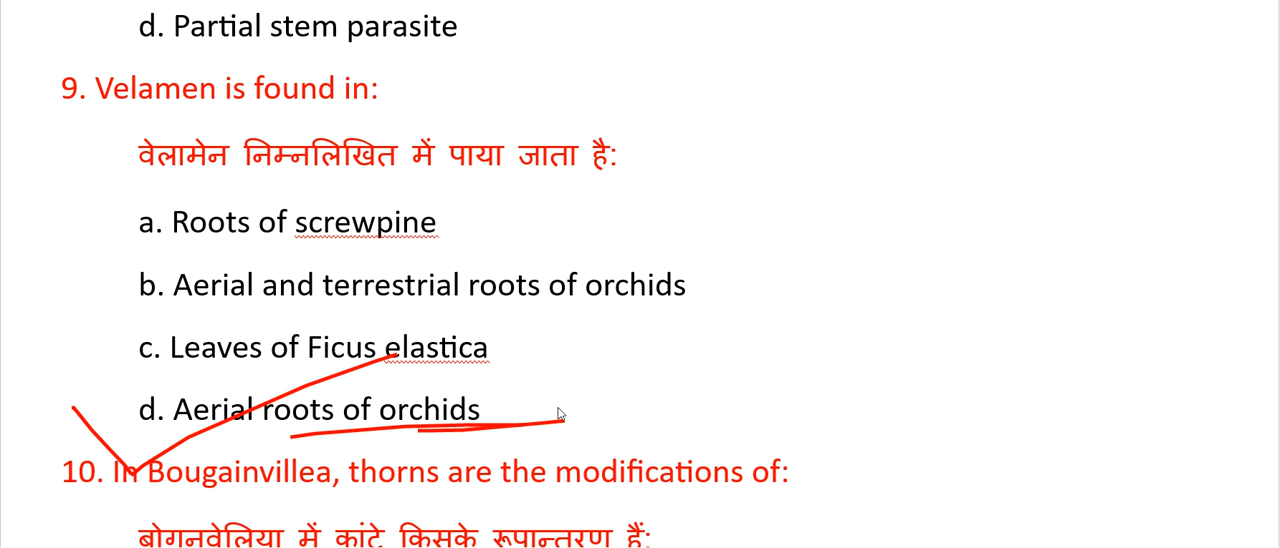 d. Partial stem parasite
9. Velamen is found in:
वेलामेन निम्नलिखित में पाया जाता है:
a. Roots of screwpine
b. Aerial and terrestrial roots of orchids
c. Leaves of Ficus elastica
d. Aerial roots of orchids
10. In Bougainvillea, thorns are the modifications of:
बोगनवेलिया में कांटे किसके रूपान्तरण हैं: